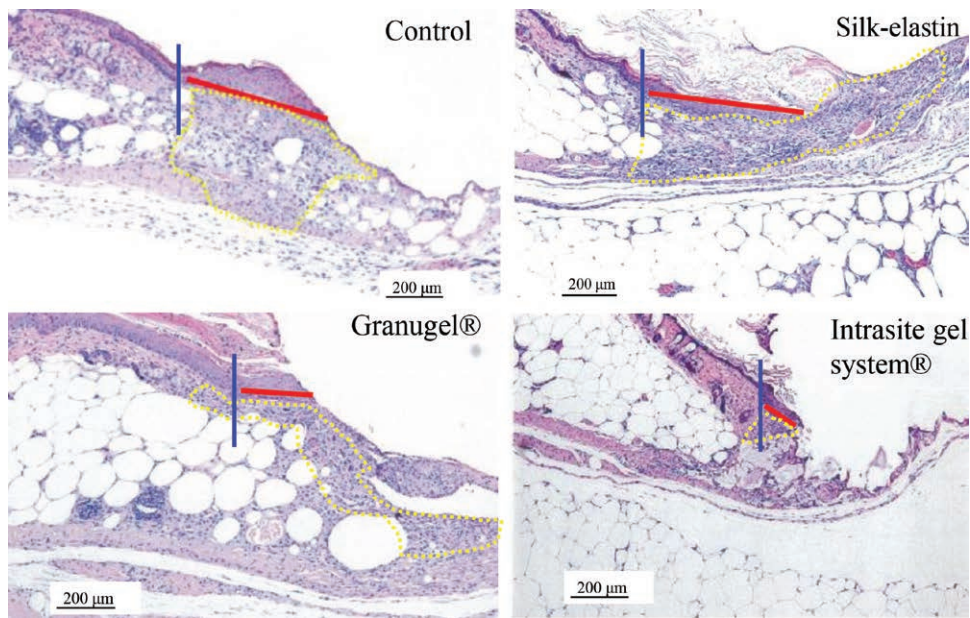 Control
200 μm
Silk-elastin
200 μm
Granugel®
200 μm
Intrasite gel
system®
200 μm